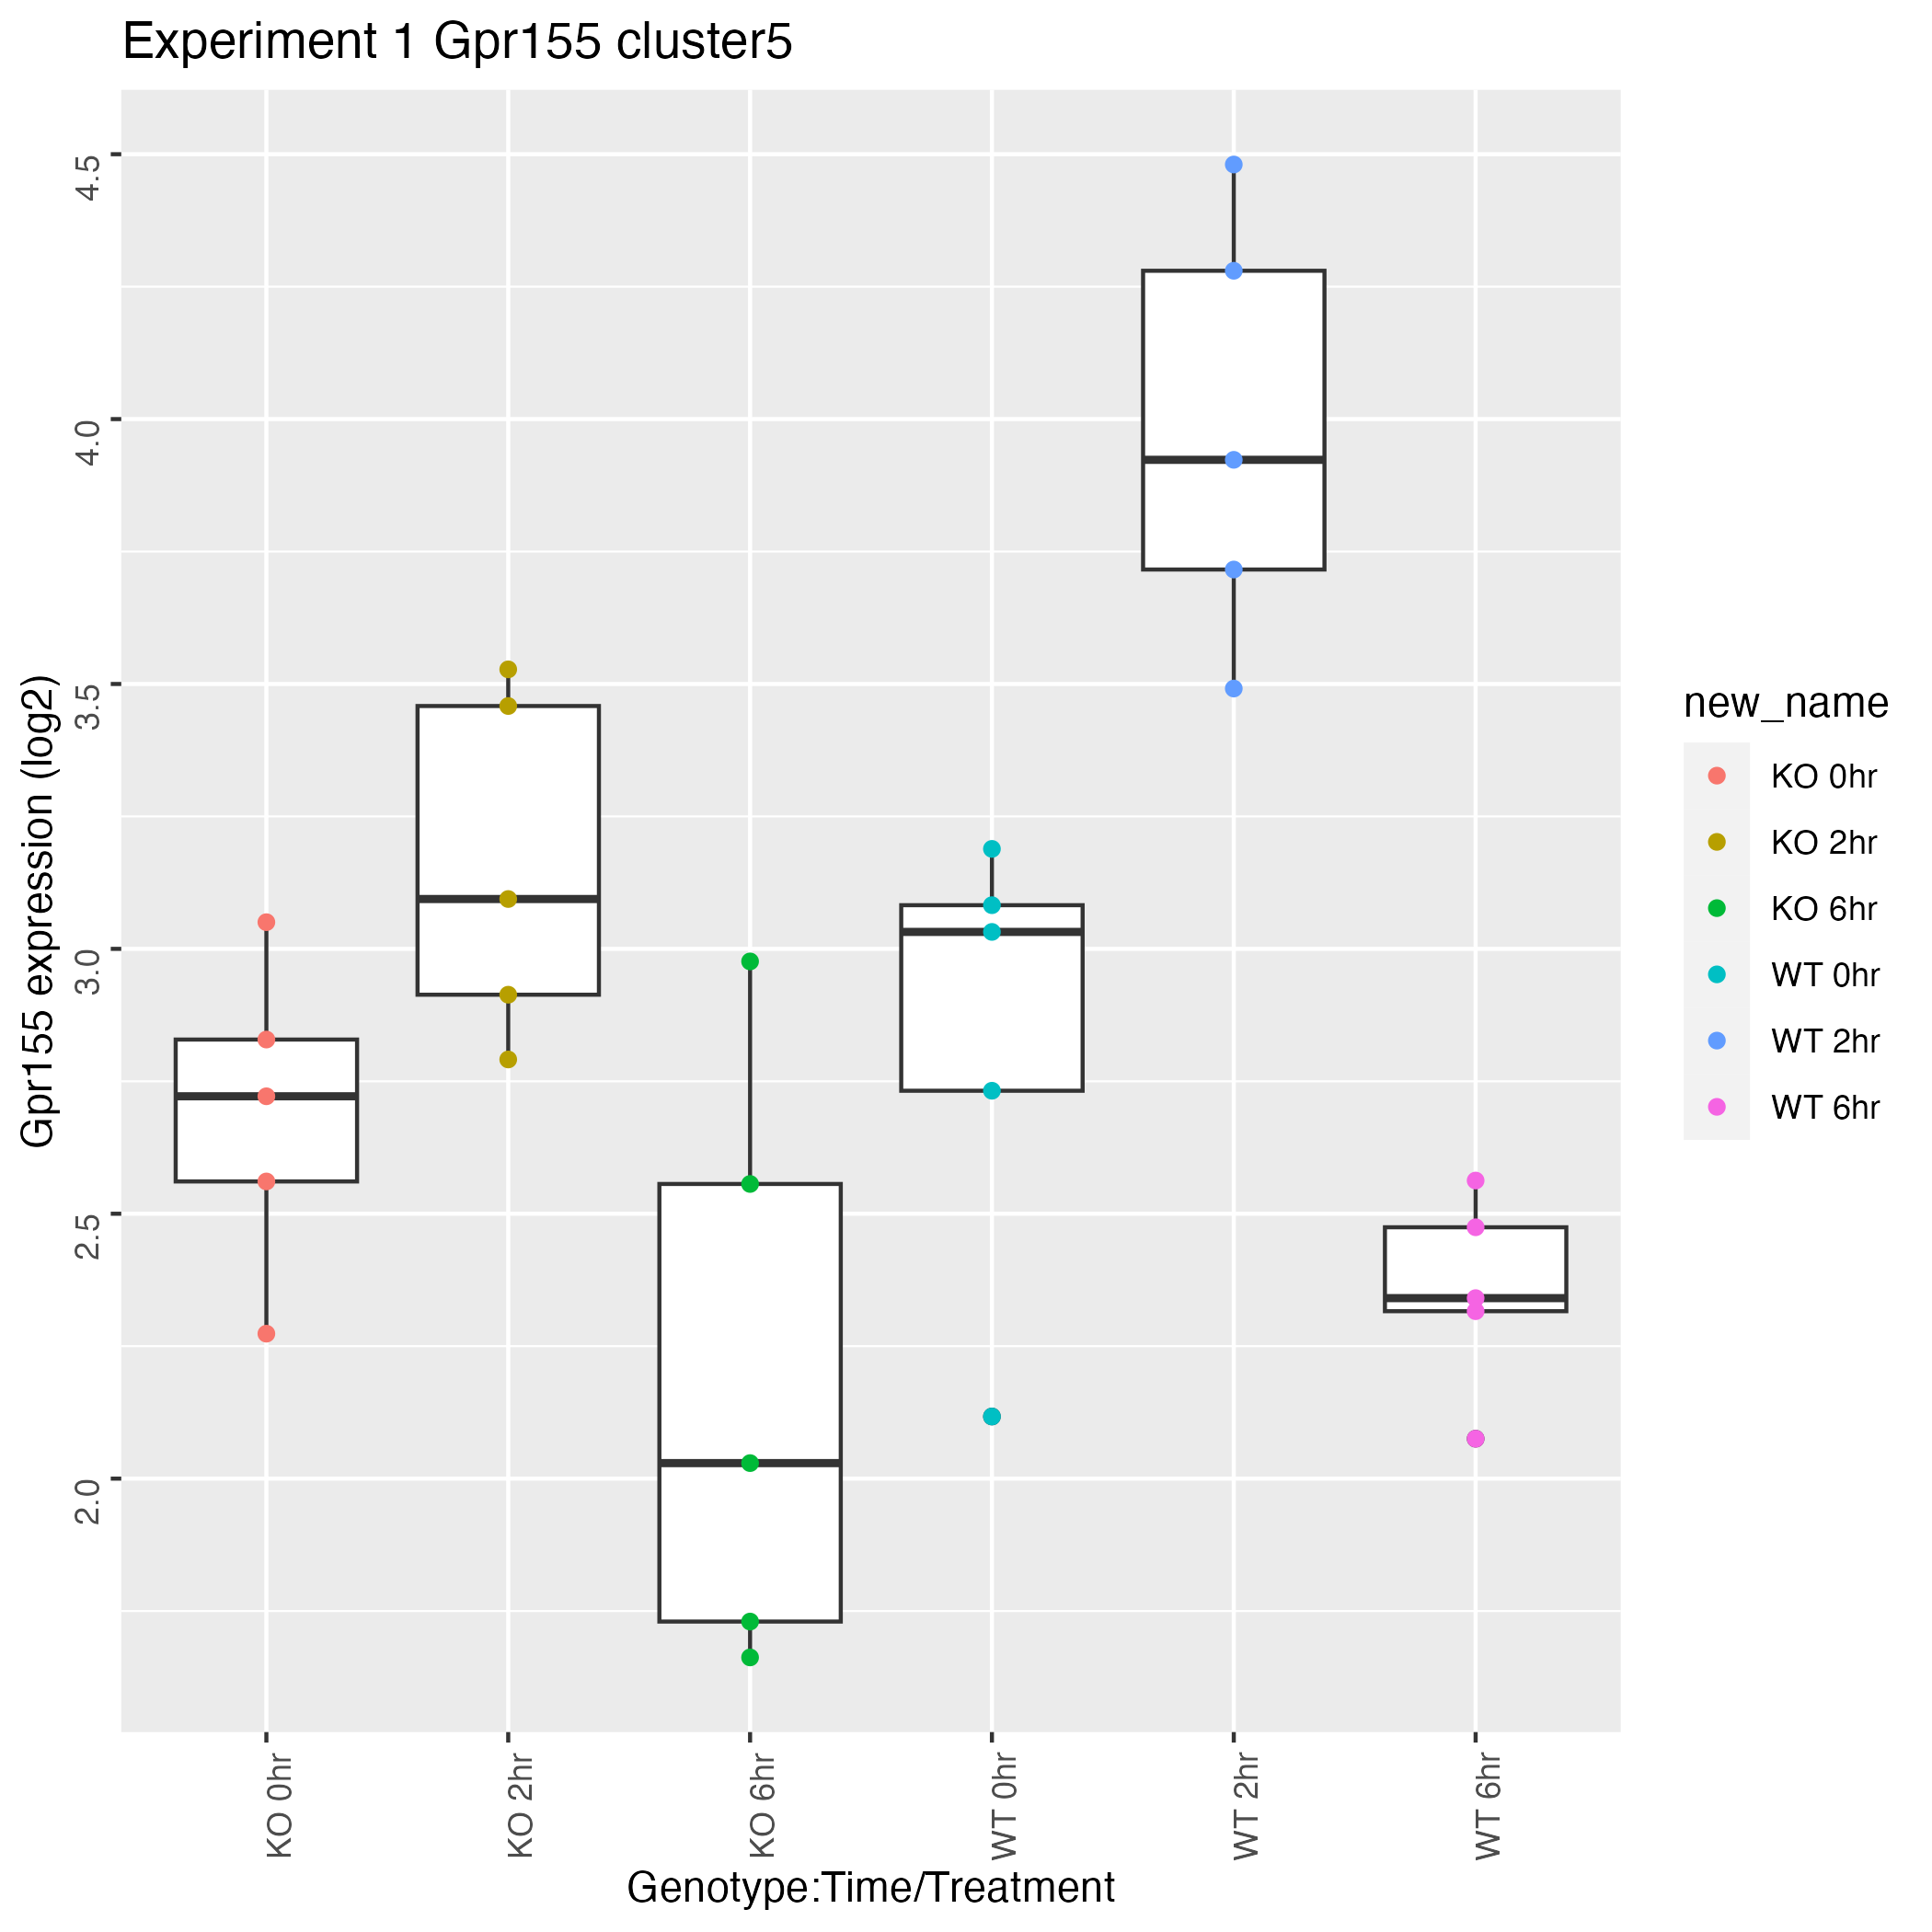 Experiment 1 Gpr155 cluster5
Gpr155 expression (log2)
4.5
4.0
3.5
3.0
2.5
2.0
KO 0hr
KO 2hr
KO 6hr
WT 0hr
WT 2hr
WT 6hr
Genotype:Time/Treatment
new_name
KO 0hr
KO 2hr
KO 6hr
WT 0hr
WT 2hr
WT 6hr